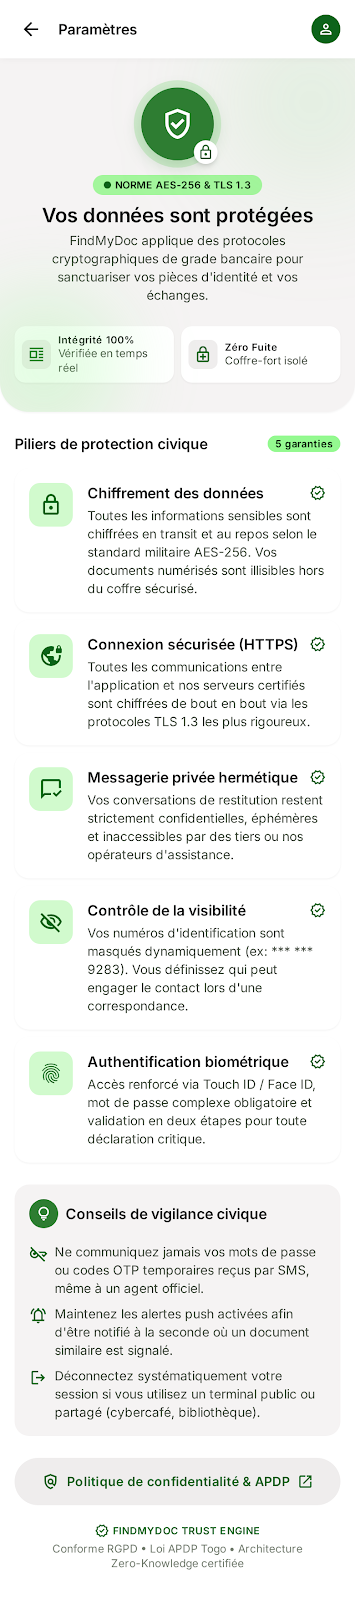 Paramètres
NORME AES-256 & TLS 1.3
Vos données sont protégées
FindMyDoc applique des protocoles
cryptographiques de grade bancaire pour
sanctuariser vos pièces d'identité et vos
échanges.
Intégrité 100%
Vérifiée en temps
réel
Zéro Fuite
Coffre-fort isolé
Piliers de protection civique
5 garanties
Chiffrement des données
Toutes les informations sensibles sont
chiffrées en transit et au repos selon le
standard militaire AES-256. Vos
documents numérisés sont illisibles hors
du coffre sécurisé.
Connexion sécurisée (HTTPS)
Toutes les communications entre
l'application et nos serveurs certifiés
sont chiffrées de bout en bout via les
protocoles TLS 1.3 les plus rigoureux.
Messagerie privée hermétique
Vos conversations de restitution restent
strictement confidentielles, éphémères
et inaccessibles par des tiers ou nos
opérateurs d'assistance.
Contrôle de la visibilité
Vos numéros d'identification sont
masqués dynamiquement (ex: *** ***
9283). Vous définissez qui peut
engager le contact lors d'une
correspondance.
Authentification biométrique
Accès renforcé via Touch ID / Face ID,
mot de passe complexe obligatoire et
validation en deux étapes pour toute
déclaration critique.
Conseils de vigilance civique
Ne communiquez jamais vos mots de passe
ou codes OTP temporaires reçus par SMS,
même à un agent officiel.
Maintenez les alertes push activées afin
d'être notifié à la seconde où un document
similaire est signalé.
Déconnectez systématiquement votre
session si vous utilisez un terminal public ou
partagé (cybercafé, bibliothèque).
Politique de confidentialité & APDP
FINDMYDOC TRUST ENGINE
Conforme RGPD • Loi APDP Togo • Architecture
Zero-Knowledge certifiée